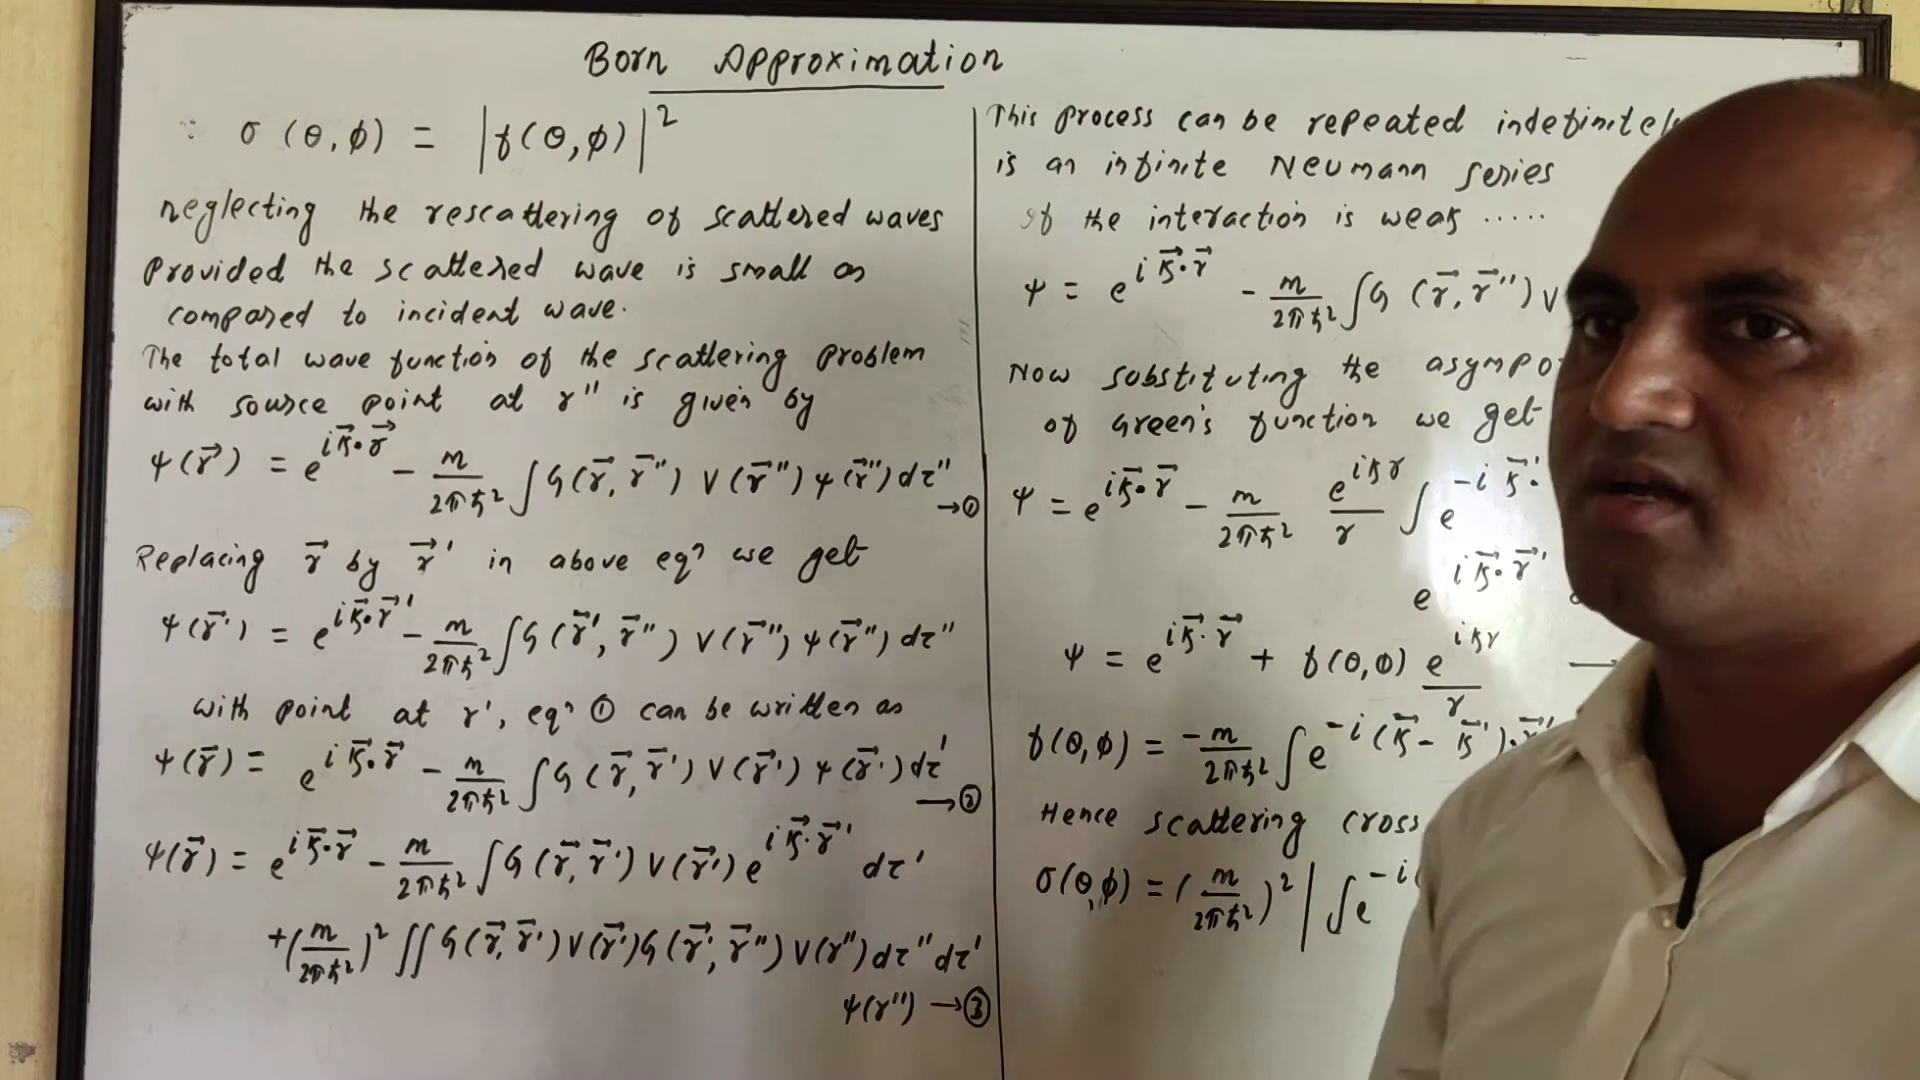 Born Approximation
∵ σ(θ,φ) = |f(θ,φ)|²
neglecting the rescattering of scattered waves
provided the scattered wave is small as
compared to incident wave.
The total wave function of the scattering problem
with source point at r'' is given by
ψ(r⃗) = e^{ik⃗·r⃗} - m/2πħ² ∫G(r⃗, r⃗'') V(r⃗'') ψ(r⃗'') dτ'' →①
Replacing r⃗ by r⃗' in above eqⁿ we get
ψ(r⃗') = e^{ik⃗·r⃗'} - m/2πħ² ∫G(r⃗', r⃗'') V(r⃗'') ψ(r⃗'') dτ''
with point at r', eqⁿ ① can be written as
ψ(r⃗) = e^{ik⃗·r⃗} - m/2πħ² ∫G(r⃗, r⃗') V(r⃗') ψ(r⃗') dτ' →②
ψ(r⃗) = e^{ik⃗·r⃗} - m/2πħ² ∫G(r⃗, r⃗') V(r⃗') e^{ik⃗·r⃗'} dτ'
+(m/2πħ²)² ∫∫ G(r⃗, r⃗') V(r⃗') G(r⃗', r⃗'') V(r'') dτ'' dτ'
ψ(r'') →③
This process can be repeated
is an infinite Neumann series
If the interaction is weak .....
ψ = e^{ik⃗·r⃗} - m/2πħ² ∫G(r⃗, r⃗'') V
Now substituting the
of Green's function we get
ψ = e^{ik⃗·r⃗} - m/2πħ² e^{ikr}/r ∫ e^{-ik⃗'·
e^{ik⃗·r⃗'}
ψ = e^{ik⃗·r⃗} + f(θ,φ) e^{ikr}/r
f(θ,φ) = -m/2πħ² ∫ e^{-i(k⃗-k⃗')·r⃗'}
Hence scattering cross
σ(θ,φ) = (m/2πħ²)² | ∫ e^{-i(